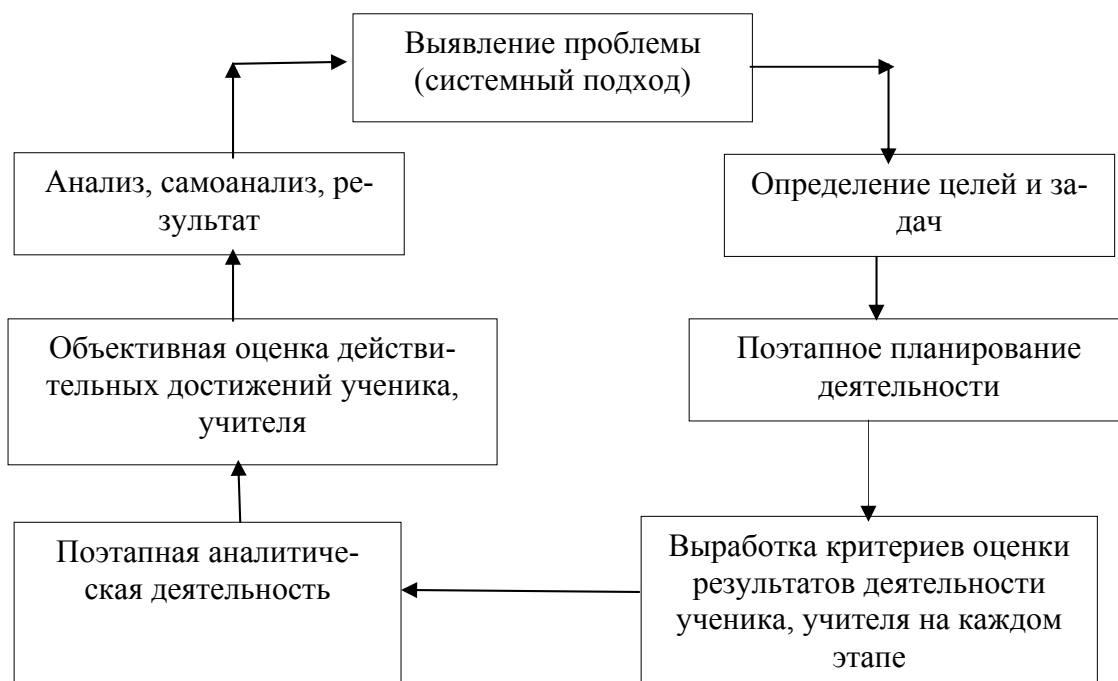 Выявление проблемы
(системный подход)
Анализ, самоанализ, ре-
зультат
Определение целей и за-
дач
Объективная оценка действи-
тельных достижений ученика,
учителя
Поэтапное планирование
деятельности
Поэтапная аналитиче-
ская деятельность
Выработка критериев оценки
результатов деятельности
ученика, учителя на каждом
этапе